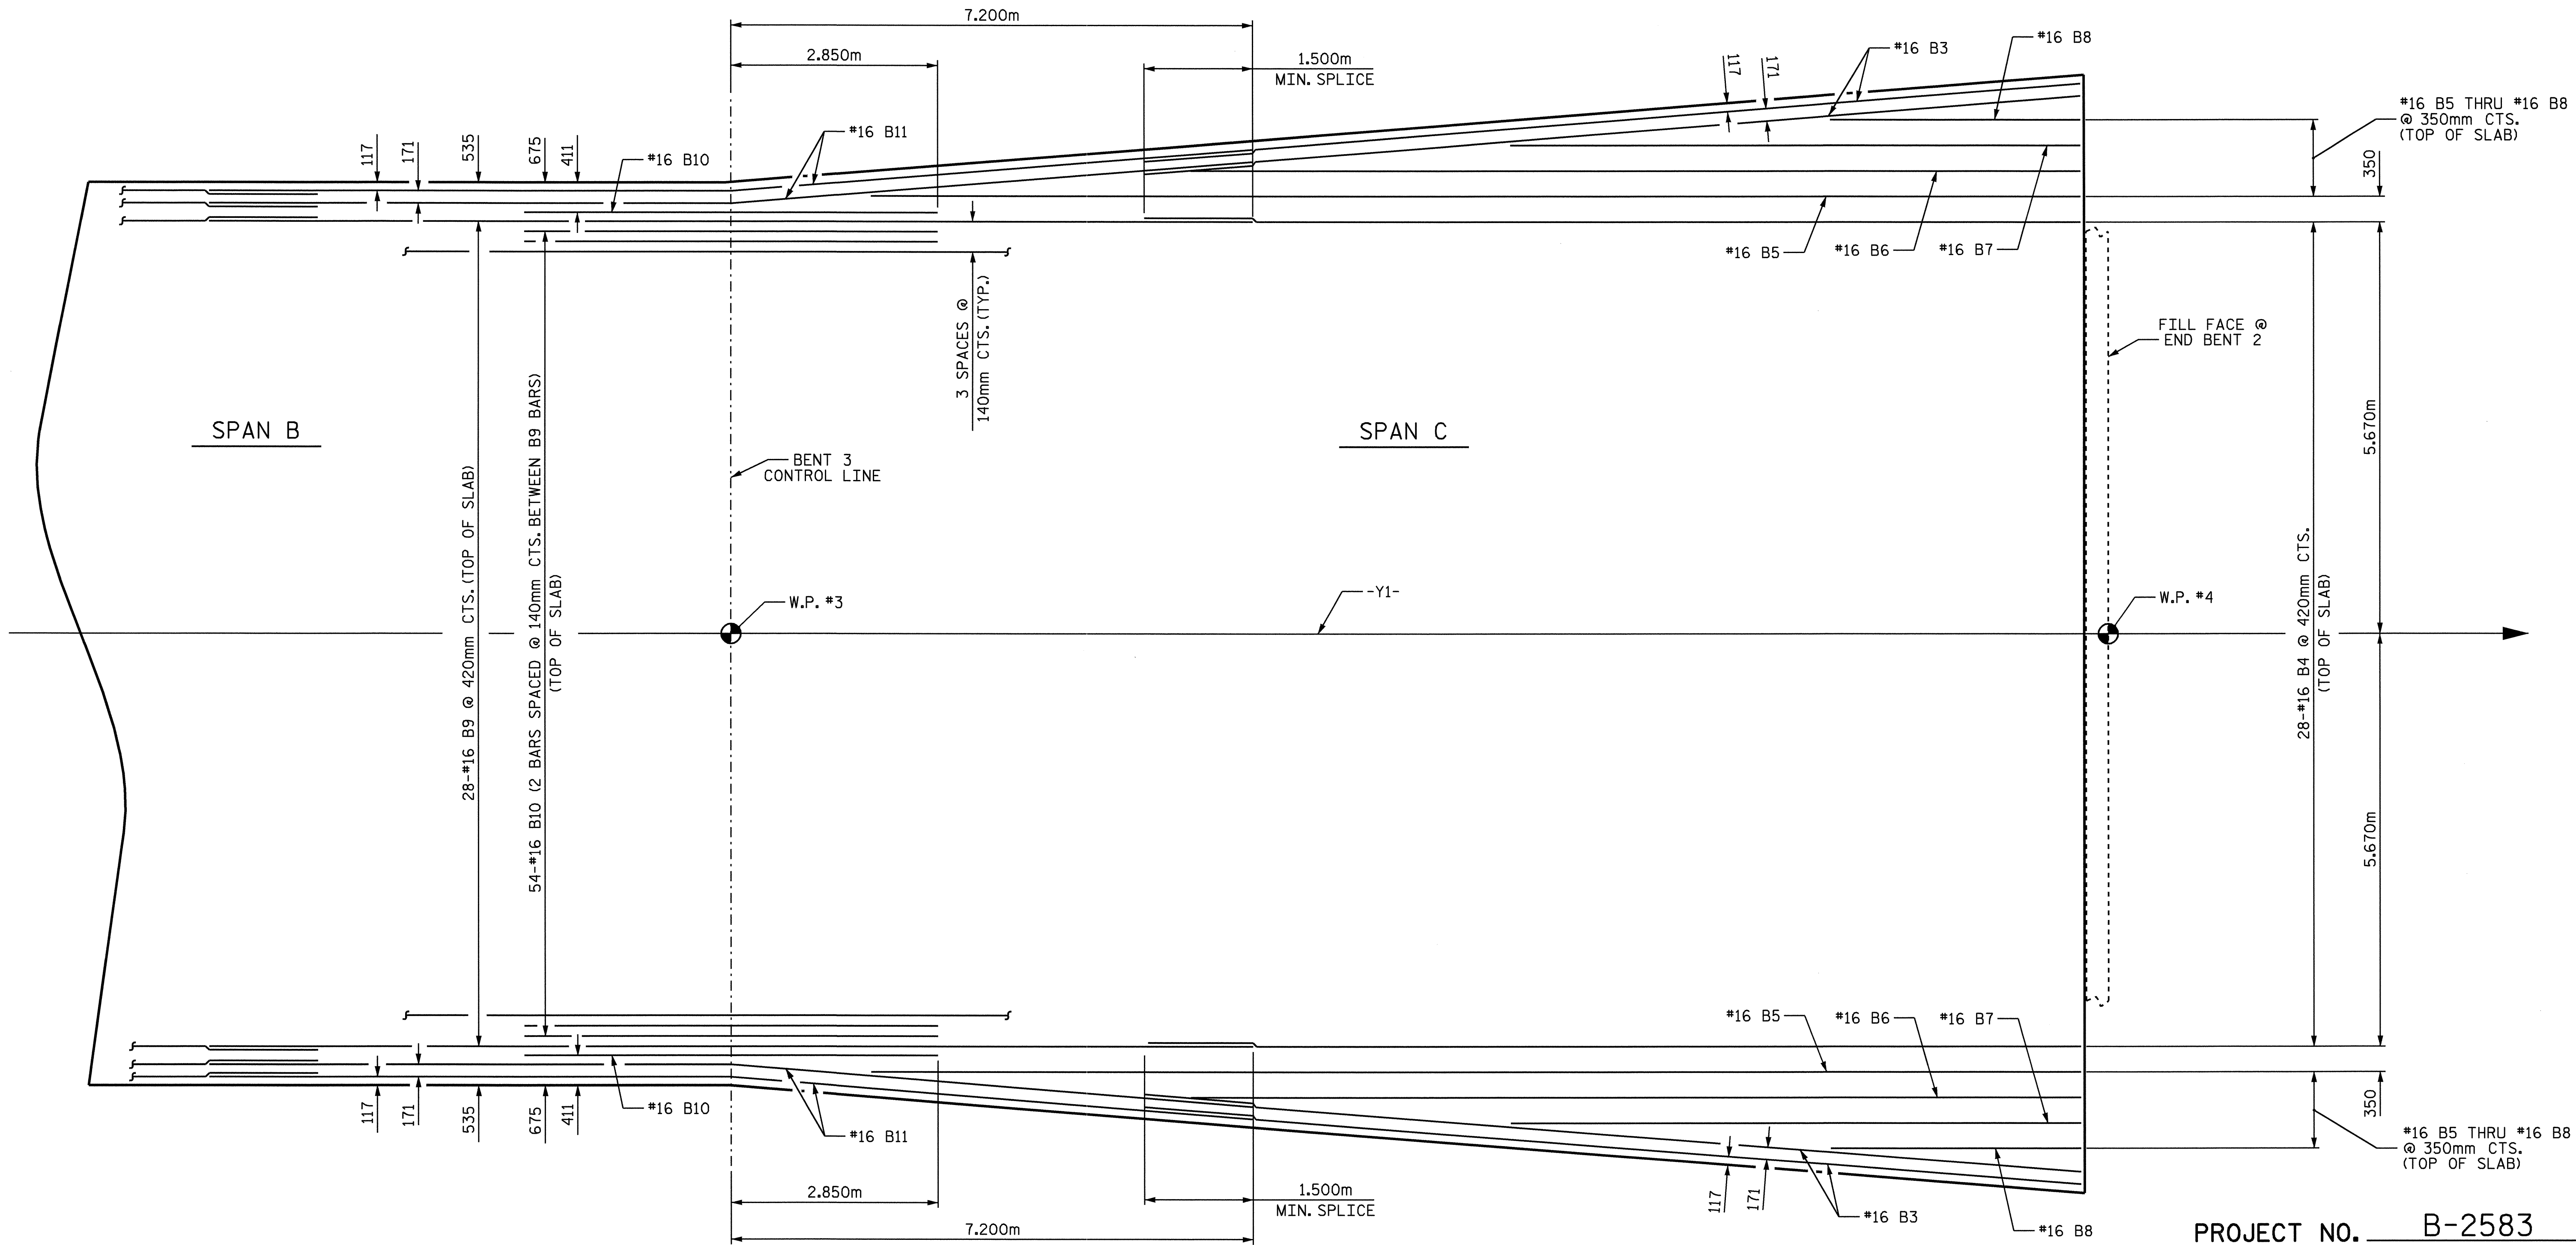 7.200m
2.850m
1.500m
MIN. SPLICE
#16 B3
#16 B8
117
171
#16 B5 THRU #16 B8
@ 350mm CTS.
(TOP OF SLAB)
117
171
535
675
411
#16 B10
#16 B11
350
#16 B5
#16 B6
#16 B7
3 SPACES @
140mm CTS. (TYP.)
FILL FACE @
END BENT 2
SPAN B
SPAN C
BENT 3
CONTROL LINE
5.670m
28-#16 B9 @ 420mm CTS. (TOP OF SLAB)
54-#16 B10 (2 BARS SPACED @ 140mm CTS. BETWEEN B9 BARS)
(TOP OF SLAB)
W.P. #3
-Y1-
W.P. #4
28-#16 B4 @ 420mm CTS.
(TOP OF SLAB)
5.670m
#16 B5
#16 B6
#16 B7
117
171
535
675
411
#16 B10
#16 B11
350
#16 B5 THRU #16 B8
@ 350mm CTS.
(TOP OF SLAB)
2.850m
1.500m
MIN. SPLICE
117
171
#16 B3
#16 B8
7.200m
PROJECT NO. B-2583